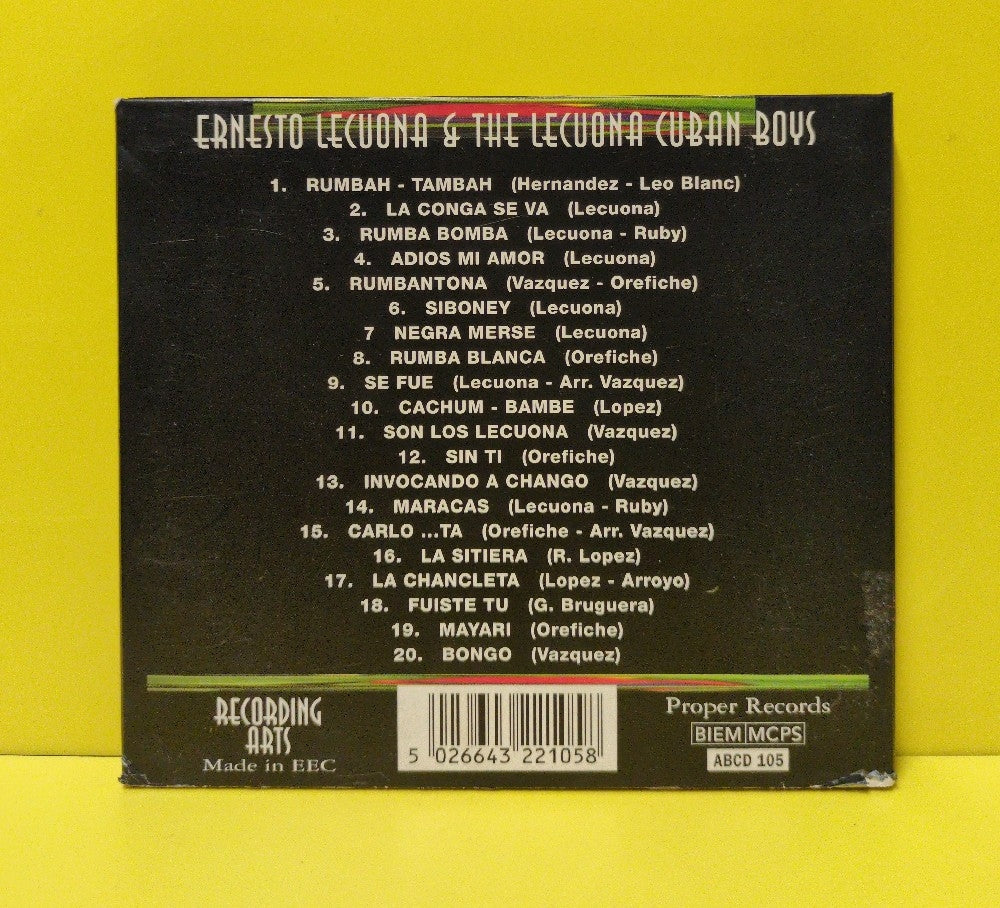 ERNESTO LECUONA & THE LECUONA CUBAN BOYS
1. RUMBAH - TAMBAH (Hernandez - Leo Blanc)
2. LA CONGA SE VA (Lecuona)
3. RUMBA BOMBA (Lecuona - Ruby)
4. ADIOS MI AMOR (Lecuona)
5. RUMBANTONA (Vazquez - Orefiche)
6. SIBONEY (Lecuona)
7 NEGRA MERSE (Lecuona)
8. RUMBA BLANCA (Orefiche)
9. SE FUE (Lecuona - Arr. Vazquez)
10. CACHUM - BAMBE (Lopez)
11. SON LOS LECUONA (Vazquez)
12. SIN TI (Orefiche)
13. INVOCANDO A CHANGO (Vazquez)
14. MARACAS (Lecuona - Ruby)
15. CARLO ...TA (Orefiche - Arr. Vazquez)
16. LA SITIERA (R. Lopez)
17. LA CHANCLETA (Lopez - Arroyo)
18. FUISTE TU (G. Bruguera)
19. MAYARI (Orefiche)
20. BONGO (Vazquez)
RECORDING
ARTS
Made in EEC
5 026643 221058
Proper Records
BIEM MCPS
ABCD 105